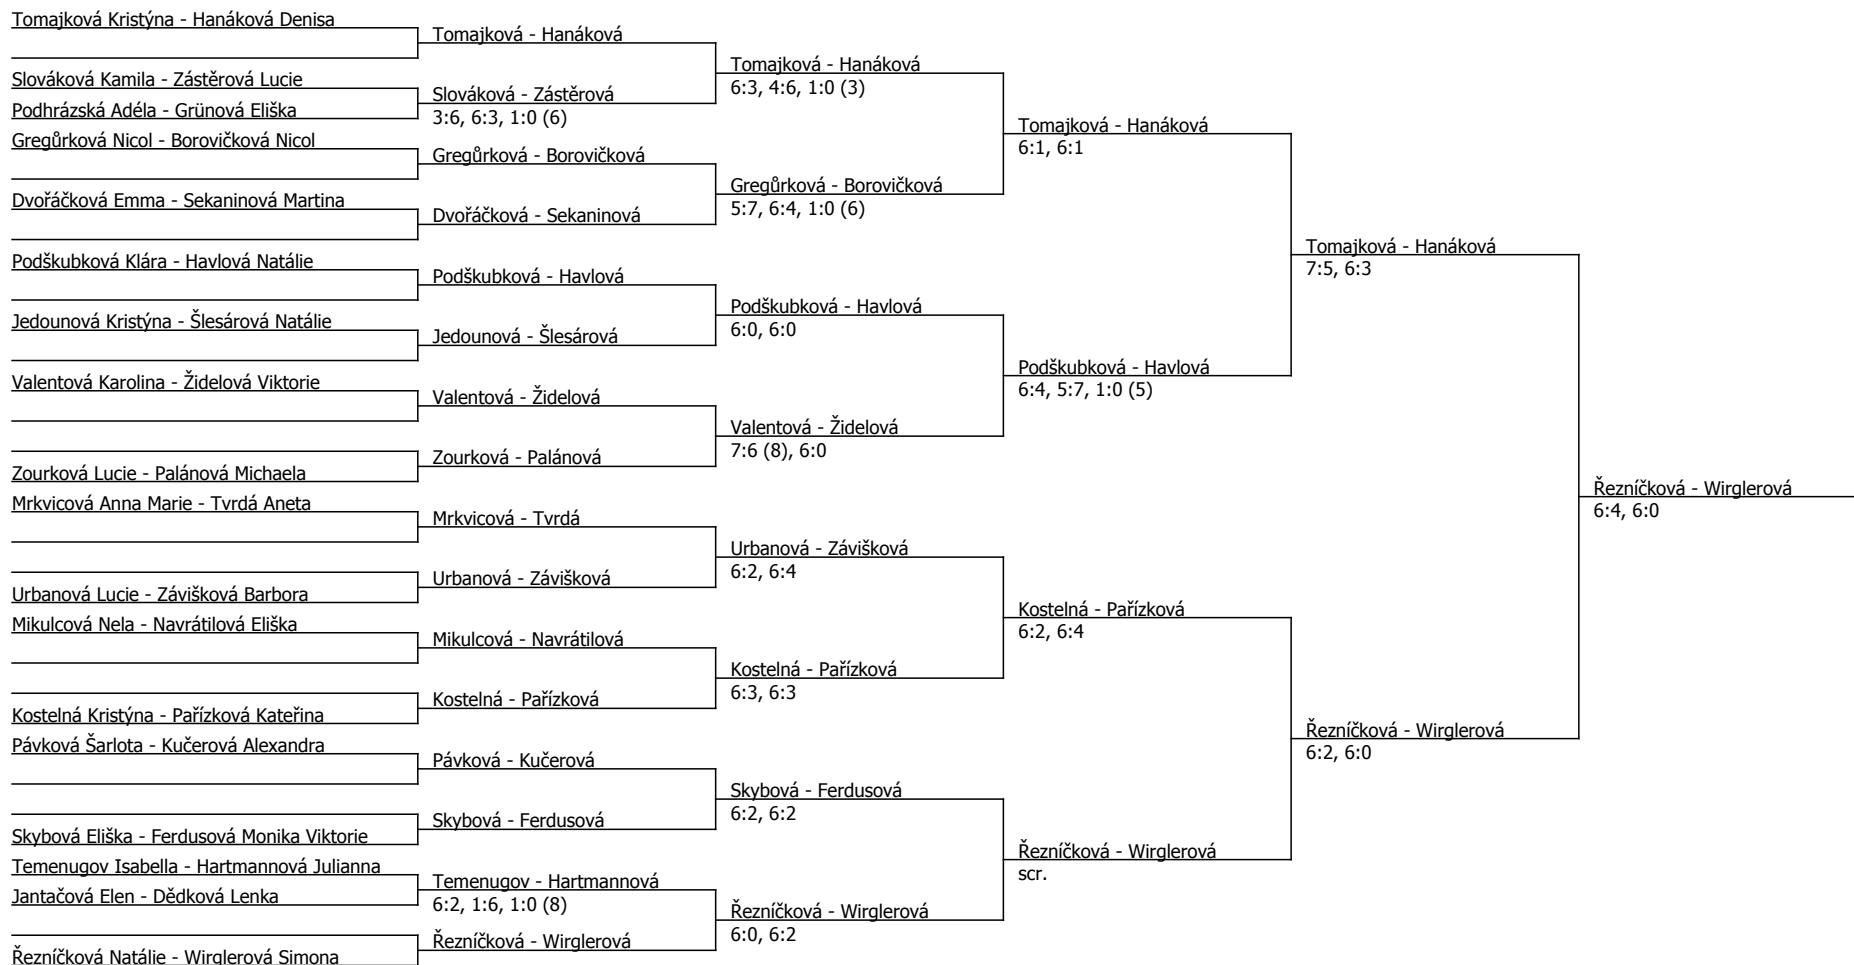 Tomajková Kristýna - Hanáková Denisa
Slováková Kamila - Zástěrová Lucie
Podhrázská Adéla - Grünová Eliška
Gregůrková Nicol - Borovičková Nicol
Dvořáčková Emma - Sekaninová Martina
Podškubková Klára - Havlová Natálie
Jedounová Kristýna - Šlesárová Natálie
Valentová Karolina - Židelová Viktorie
Zourková Lucie - Palánová Michaela
Mrkvicová Anna Marie - Tvrdá Aneta
Urbanová Lucie - Závišková Barbora
Mikulcová Nela - Navrátilová Eliška
Kostelná Kristýna - Pařízková Kateřina
Pávková Šarlota - Kučerová Alexandra
Skybová Eliška - Ferdusová Monika Viktorie
Temenugov Isabella - Hartmannová Julianna
Jantačová Elen - Dědková Lenka
Řezníčková Natálie - Wirglerová Simona
Tomajková - Hanáková
Slováková - Zástěrová
3:6, 6:3, 1:0 (6)
Gregůrková - Borovičková
Dvořáčková - Sekaninová
Podškubková - Havlová
Jedounová - Šlesárová
Valentová - Židelová
Zourková - Palánová
Mrkvicová - Tvrdá
Urbanová - Závišková
Mikulcová - Navrátilová
Kostelná - Pařízková
Pávková - Kučerová
Skybová - Ferdusová
Temenugov - Hartmannová
6:2, 1:6, 1:0 (8)
Řezníčková - Wirglerová
Tomajková - Hanáková
6:3, 4:6, 1:0 (3)
Gregůrková - Borovičková
5:7, 6:4, 1:0 (6)
Podškubková - Havlová
6:0, 6:0
Valentová - Židelová
7:6 (8), 6:0
Urbanová - Závišková
6:2, 6:4
Kostelná - Pařízková
6:3, 6:3
Skybová - Ferdusová
6:2, 6:2
Řezníčková - Wirglerová
6:0, 6:2
Tomajková - Hanáková
6:1, 6:1
Podškubková - Havlová
6:4, 5:7, 1:0 (5)
Kostelná - Pařízková
6:2, 6:4
Řezníčková - Wirglerová
scr.
Tomajková - Hanáková
7:5, 6:3
Řezníčková - Wirglerová
6:2, 6:0
Řezníčková - Wirglerová
6:4, 6:0